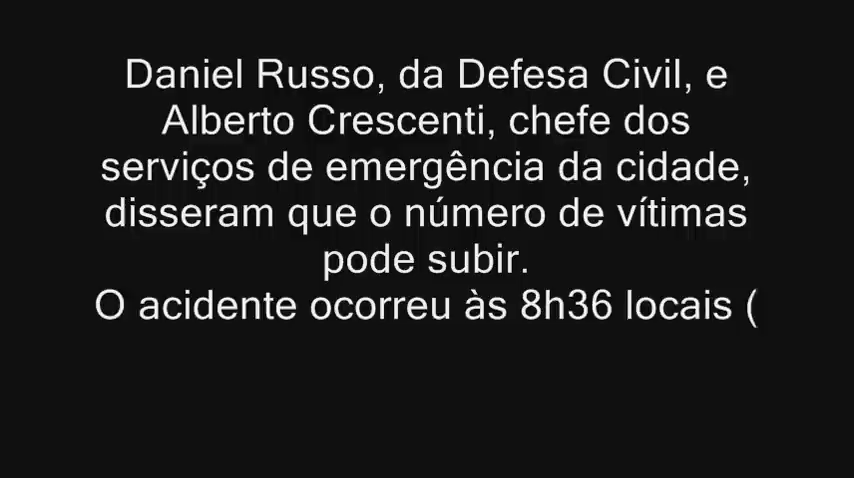 Daniel Russo, da Defesa Civil, e
Alberto Crescenti, chefe dos
serviços de emergência da cidade,
disseram que o número de vítimas
pode subir.
O acidente ocorreu às 8h36 locais (